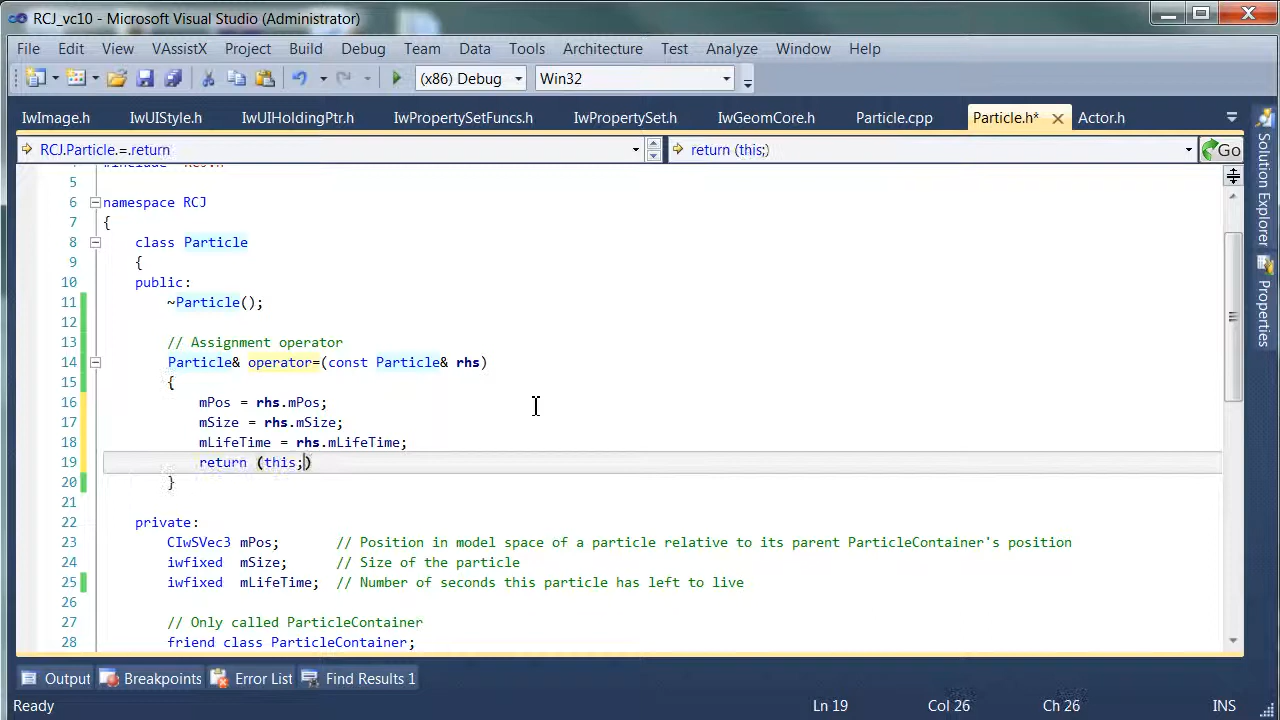 RCJ_vc10 - Microsoft Visual Studio (Administrator)
File Edit View VAssistX Project Build Debug Team Data Tools Architecture Test Analyze Window Help
(x86) Debug Win32
IwImage.h IwUIStyle.h IwUIHoldingPtr.h IwPropertySetFuncs.h IwPropertySet.h IwGeomCore.h Particle.cpp Particle.h* Actor.h
RCJ.Particle.=.return return (this;) Go
5
6 namespace RCJ
7 {
8 class Particle
9 {
10 public:
11 ~Particle();
12
13 // Assignment operator
14 Particle& operator=(const Particle& rhs)
15 {
16 mPos = rhs.mPos;
17 mSize = rhs.mSize;
18 mLifeTime = rhs.mLifeTime;
19 return (this;)
20 }
21
22 private:
23 CIwSVec3 mPos; // Position in model space of a particle relative to its parent ParticleContainer's position
24 iwfixed mSize; // Size of the particle
25 iwfixed mLifeTime; // Number of seconds this particle has left to live
26
27 // Only called ParticleContainer
28 friend class ParticleContainer;
Solution Explorer
Properties
Output Breakpoints Error List Find Results 1
Ready Ln 19 Col 26 Ch 26 INS